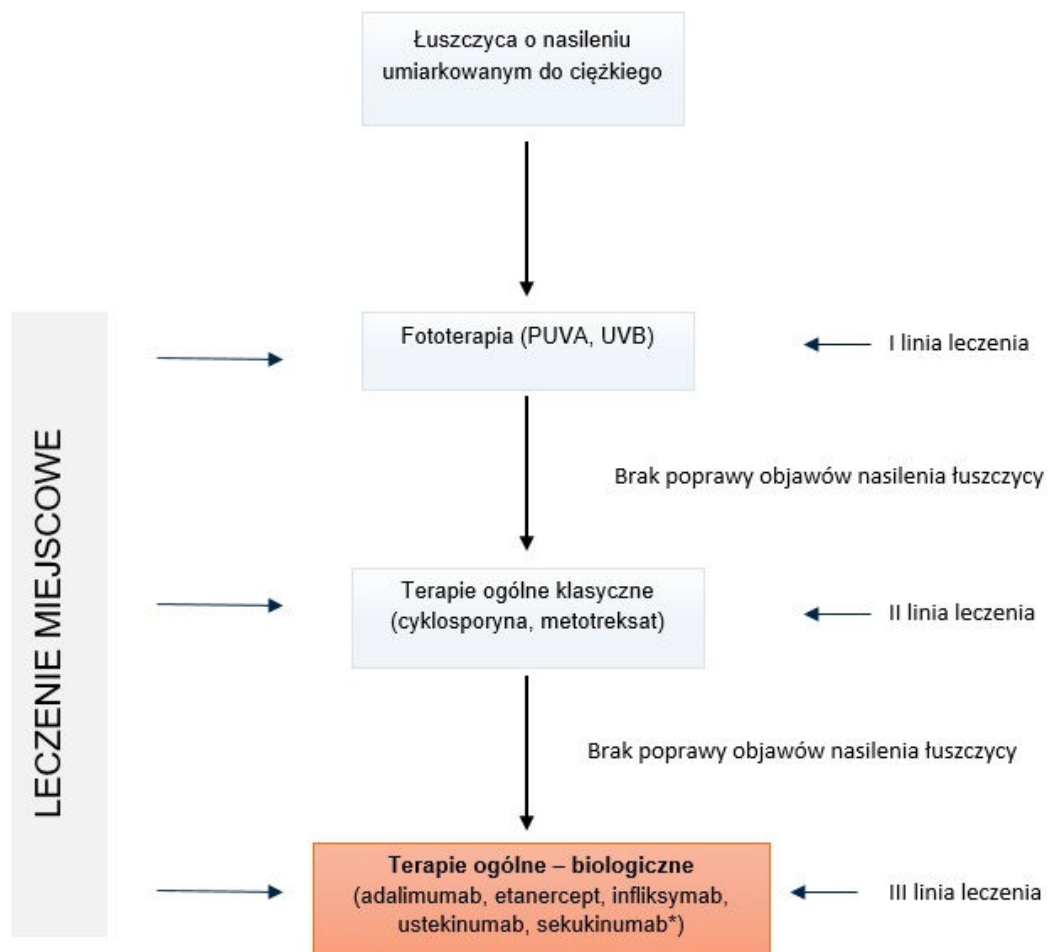 Łuszczyca o nasileniu
umiarkowanym do ciężkiego
Fototerapia (PUVA, UVB)
I linia leczenia
LECZENIE MIEJSCOWE
Brak poprawy objawów nasilenia łuszczycy
Terapie ogólne klasyczne
(cyklosporyna, metotreksat)
II linia leczenia
Brak poprawy objawów nasilenia łuszczycy
Terapie ogólne – biologiczne
(adalimumab, etanercept, infliksymab,
ustekinumab, sekukinumab*)
III linia leczenia